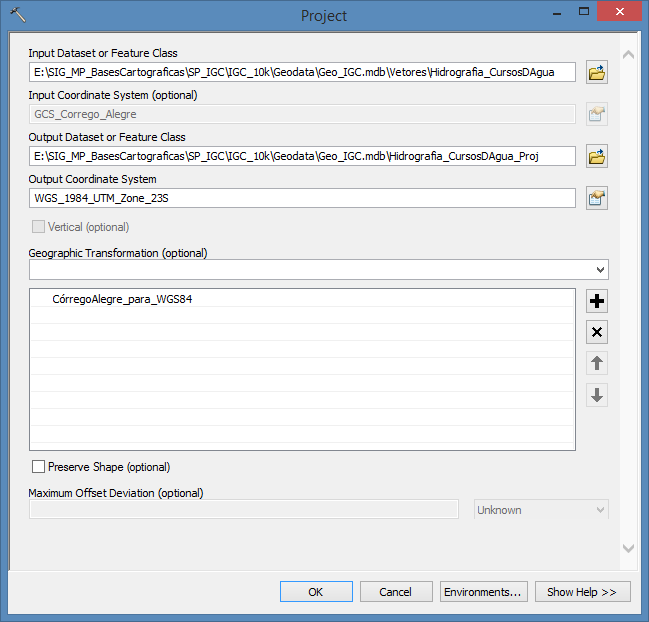 Project
Input Dataset or Feature Class
E:\SIG_MP_BasesCartograficas\SP_IGC\IGC_10k\Geodata\Geo_IGC.mdb\Vetores\Hidrografia_CursosDAgua
Input Coordinate System (optional)
GCS_Corrego_Alegre
Output Dataset or Feature Class
E:\SIG_MP_BasesCartograficas\SP_IGC\IGC_10k\Geodata\Geo_IGC.mdb\Hidrografia_CursosDAgua_Proj
Output Coordinate System
WGS_1984_UTM_Zone_23S
Vertical (optional)
Geographic Transformation (optional)
CórregoAlegre_para_WGS84
Preserve Shape (optional)
Maximum Offset Deviation (optional)
Unknown
OK Cancel Environments... Show Help >>